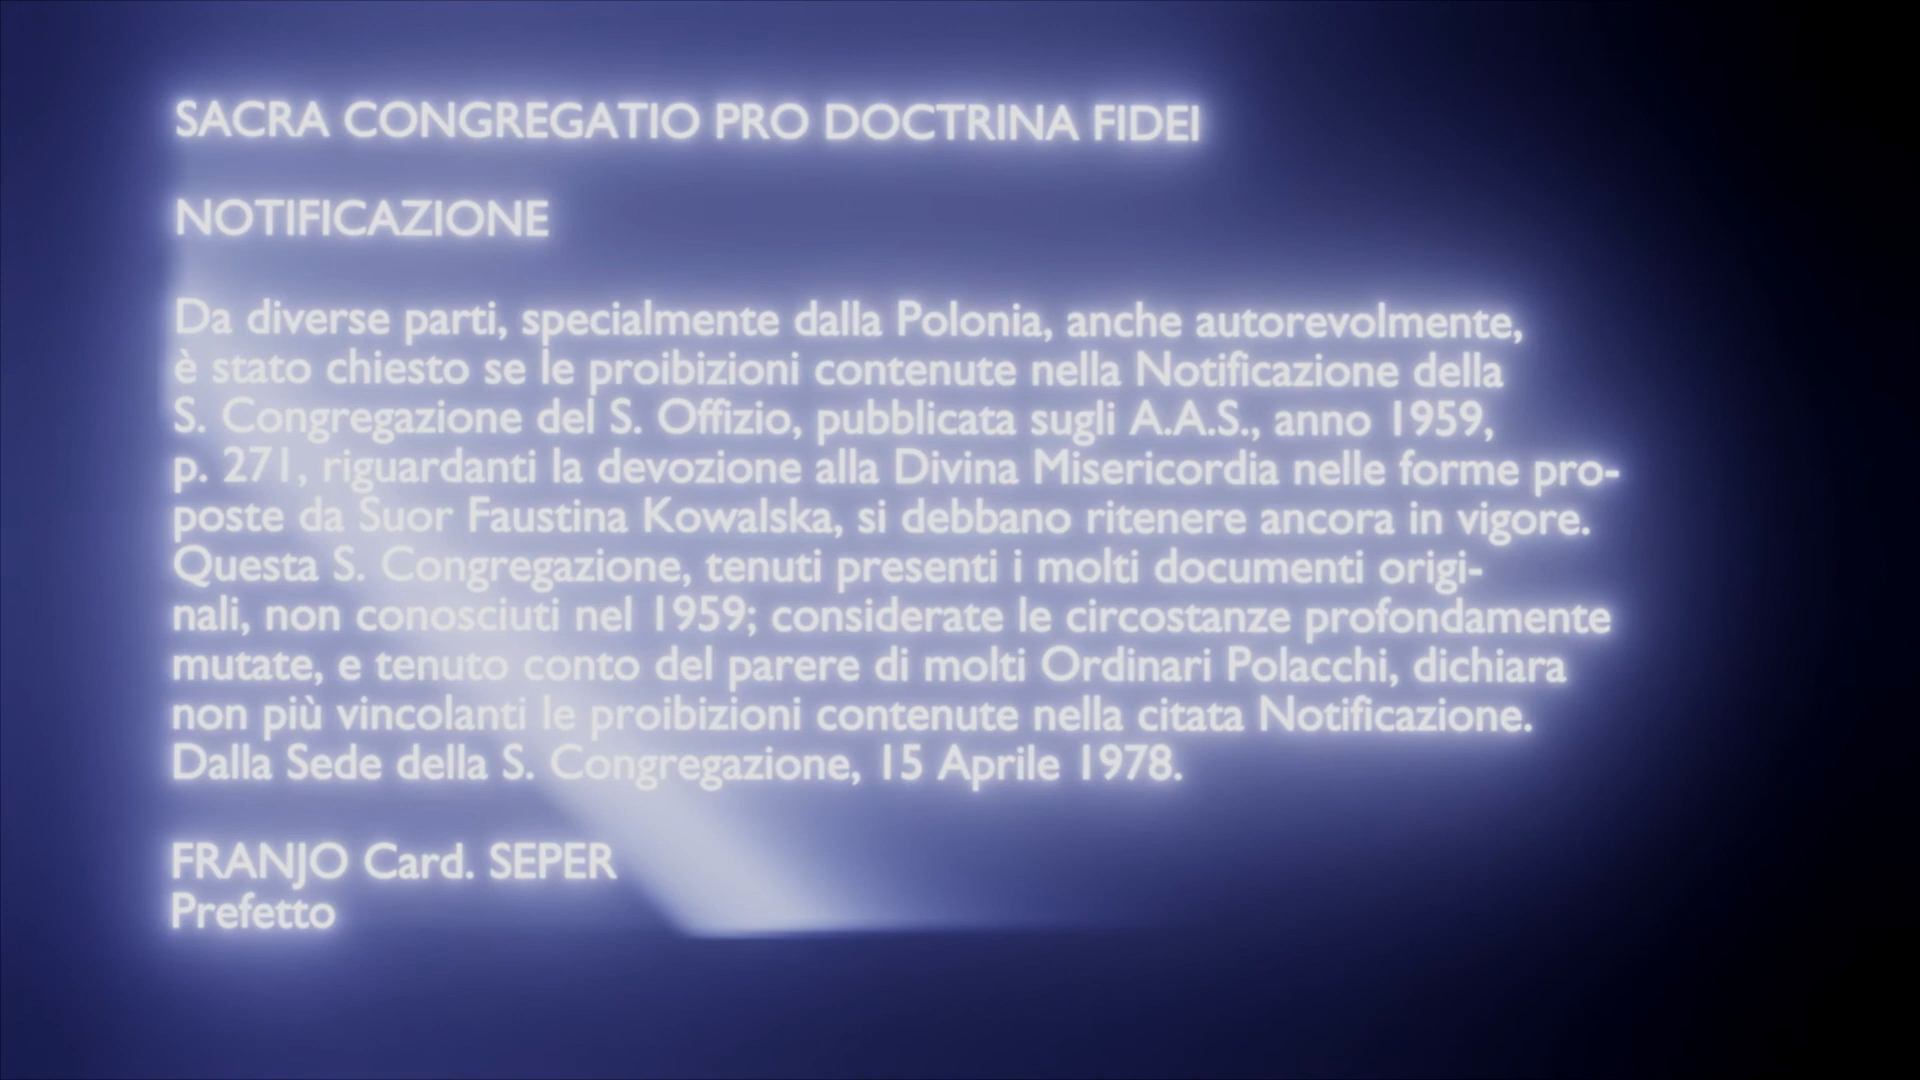 SACRA CONGREGATIO PRO DOCTRINA FIDEI
NOTIFICAZIONE
Da diverse parti, specialmente dalla Polonia, anche autorevolmente,
è stato chiesto se le proibizioni contenute nella Notificazione della
S. Congregazione del S. Offizio, pubblicata sugli A.A.S., anno 1959,
p. 271, riguardanti la devozione alla Divina Misericordia nelle forme pro-
poste da Suor Faustina Kowalska, si debbano ritenere ancora in vigore.
Questa S. Congregazione, tenuti presenti i molti documenti origi-
nali, non conosciuti nel 1959; considerate le circostanze profondamente
mutate, e tenuto conto del parere di molti Ordinari Polacchi, dichiara
non più vincolanti le proibizioni contenute nella citata Notificazione.
Dalla Sede della S. Congregazione, 15 Aprile 1978.
FRANJO Card. SEPER
Prefetto